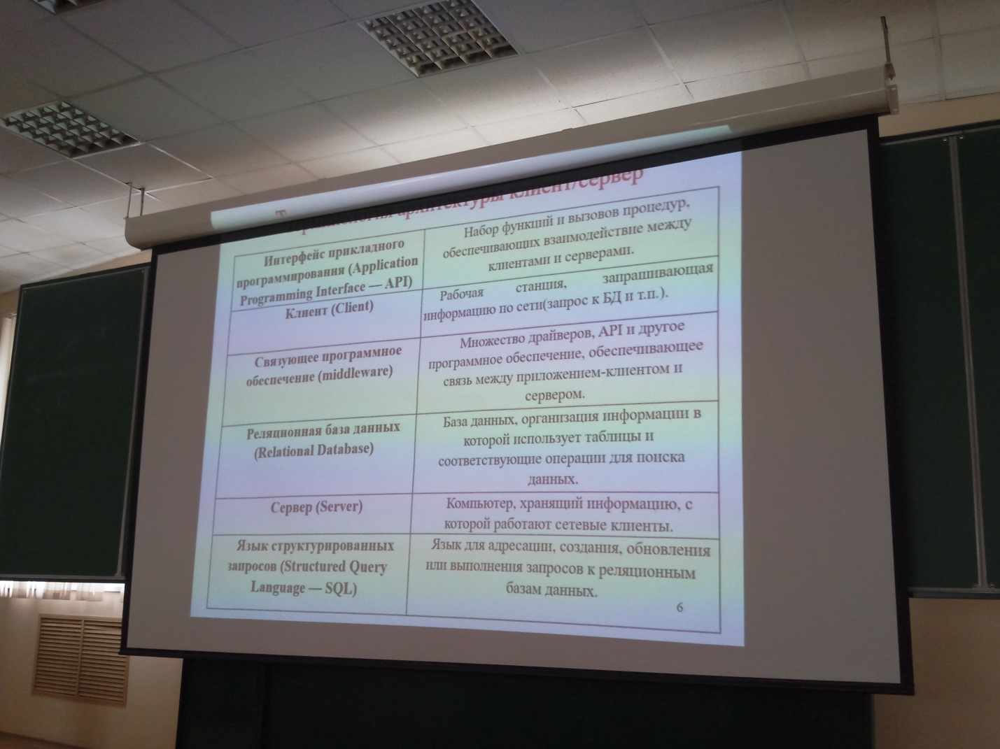 архитектуры клиент/сервер
Интерфейс прикладного
программирования (Application
Programming Interface — API)
Набор функций и вызовов процедур,
обеспечивающих взаимодействие между
клиентами и серверами.
Клиент (Client)
Рабочая станция, запрашивающая
информацию по сети(запрос к БД и т.п.).
Связующее программное
обеспечение (middleware)
Множество драйверов, API и другое
программное обеспечение, обеспечивающее
связь между приложением-клиентом и
сервером.
Реляционная база данных
(Relational Database)
База данных, организация информации в
которой использует таблицы и
соответствующие операции для поиска
данных.
Сервер (Server)
Компьютер, хранящий информацию, с
которой работают сетевые клиенты.
Язык структурированных
запросов (Structured Query
Language — SQL)
Язык для адресации, создания, обновления
или выполнения запросов к реляционным
базам данных.
6